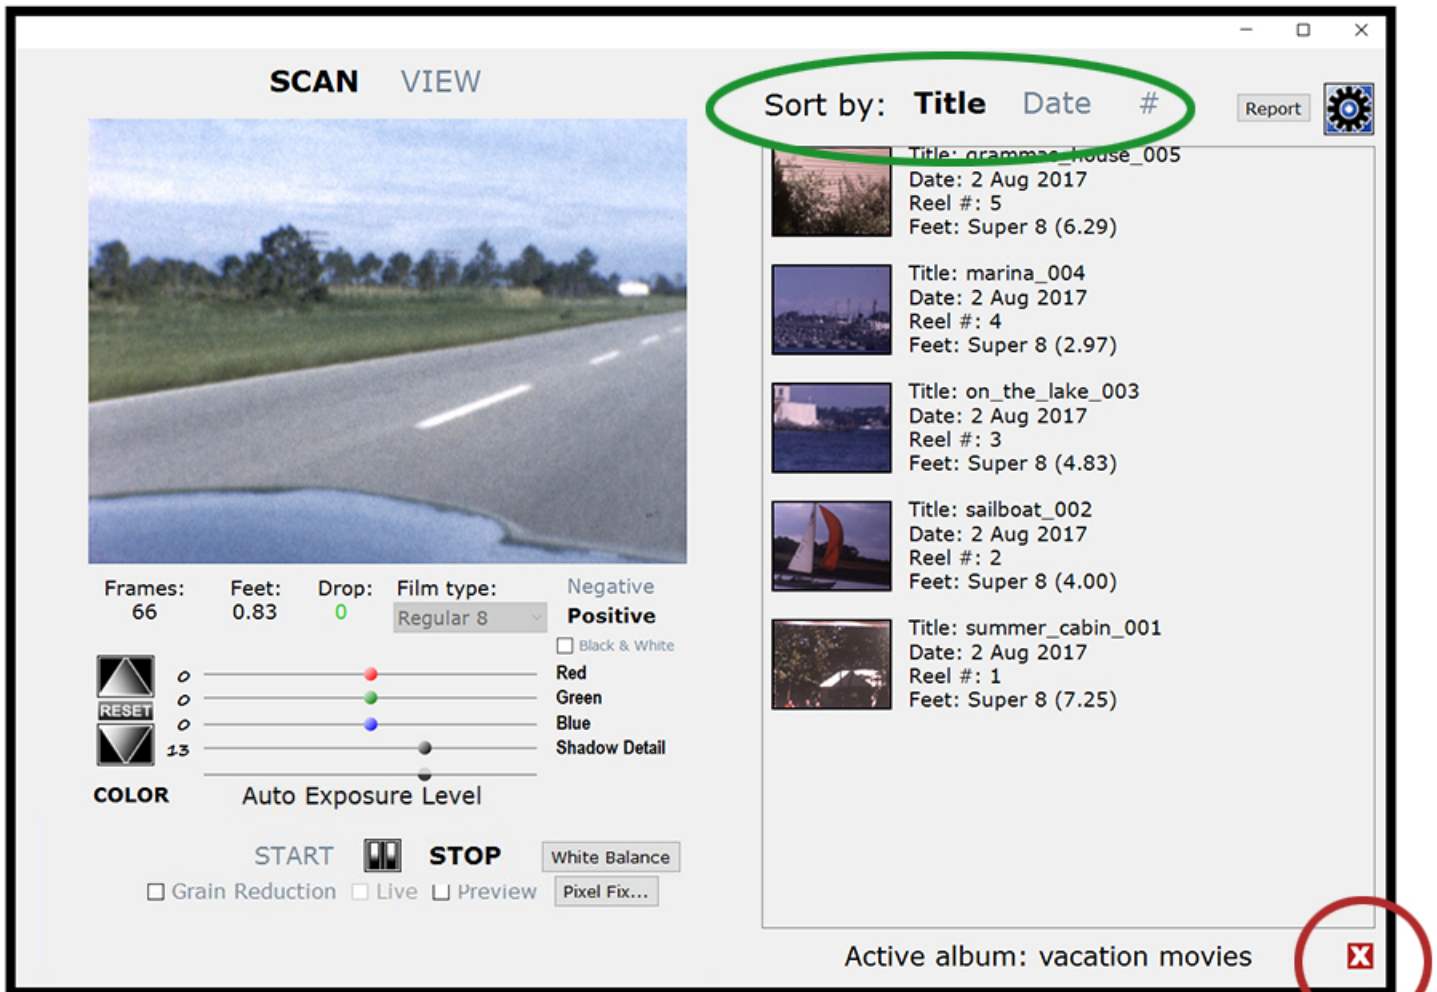 SCAN VIEW
Sort by: Title Date #
Report
Title: grammas_house_005
Date: 2 Aug 2017
Reel #: 5
Feet: Super 8 (6.29)
Title: marina_004
Date: 2 Aug 2017
Reel #: 4
Feet: Super 8 (2.97)
Title: on_the_lake_003
Date: 2 Aug 2017
Reel #: 3
Feet: Super 8 (4.83)
Title: sailboat_002
Date: 2 Aug 2017
Reel #: 2
Feet: Super 8 (4.00)
Title: summer_cabin_001
Date: 2 Aug 2017
Reel #: 1
Feet: Super 8 (7.25)
Frames: Feet: Drop: Film type: Negative
66 0.83 0 Regular 8 Positive
Black & White
0 Red
RESET 0 Green
0 Blue
13 Shadow Detail
COLOR Auto Exposure Level
START STOP White Balance
Grain Reduction Live Preview Pixel Fix...
Active album: vacation movies X